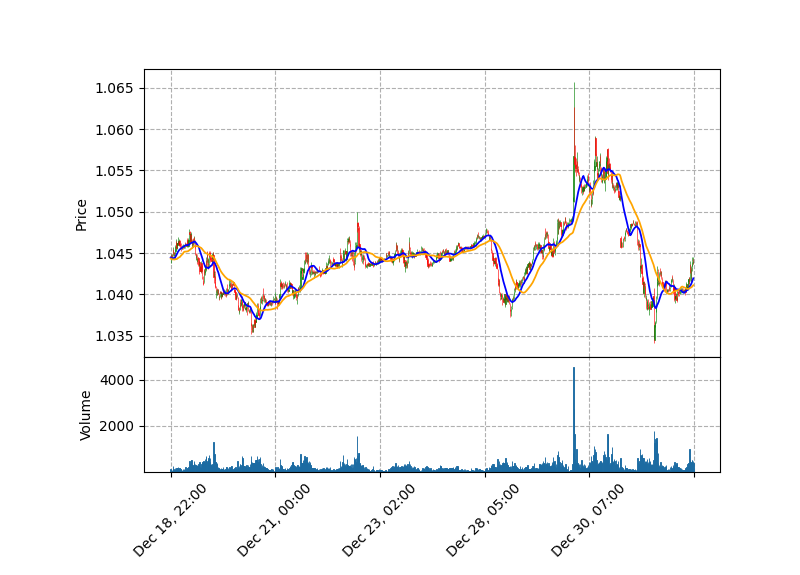 1.065
1.060
1.055
1.050
1.045
1.040
1.035
Price
4000
2000
Volume
Dec 18, 22:00
Dec 21, 00:00
Dec 23, 02:00
Dec 28, 05:00
Dec 30, 07:00